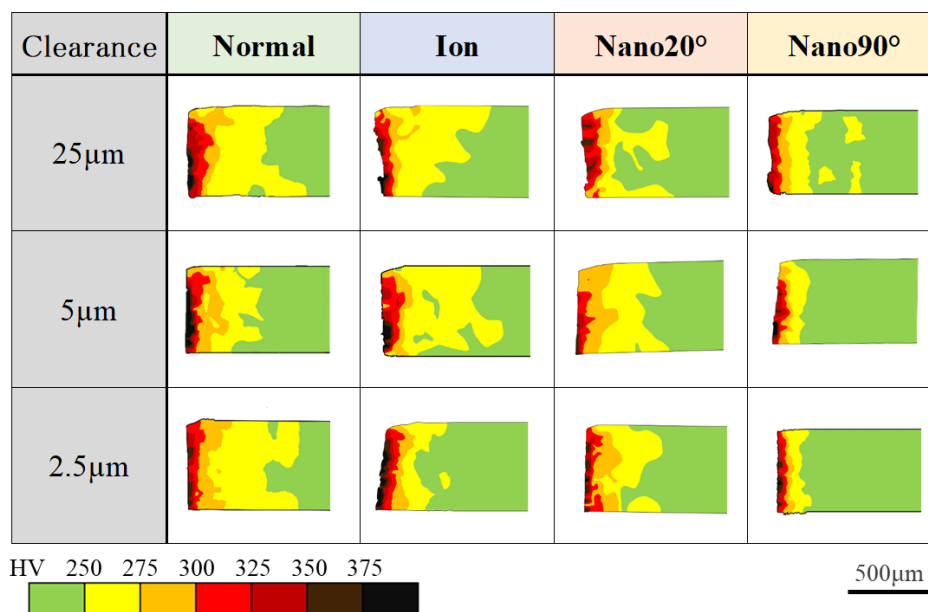 Clearance Normal Ion Nano20° Nano90°
25μm
5μm
2.5μm
HV 250 275 300 325 350 375
500μm